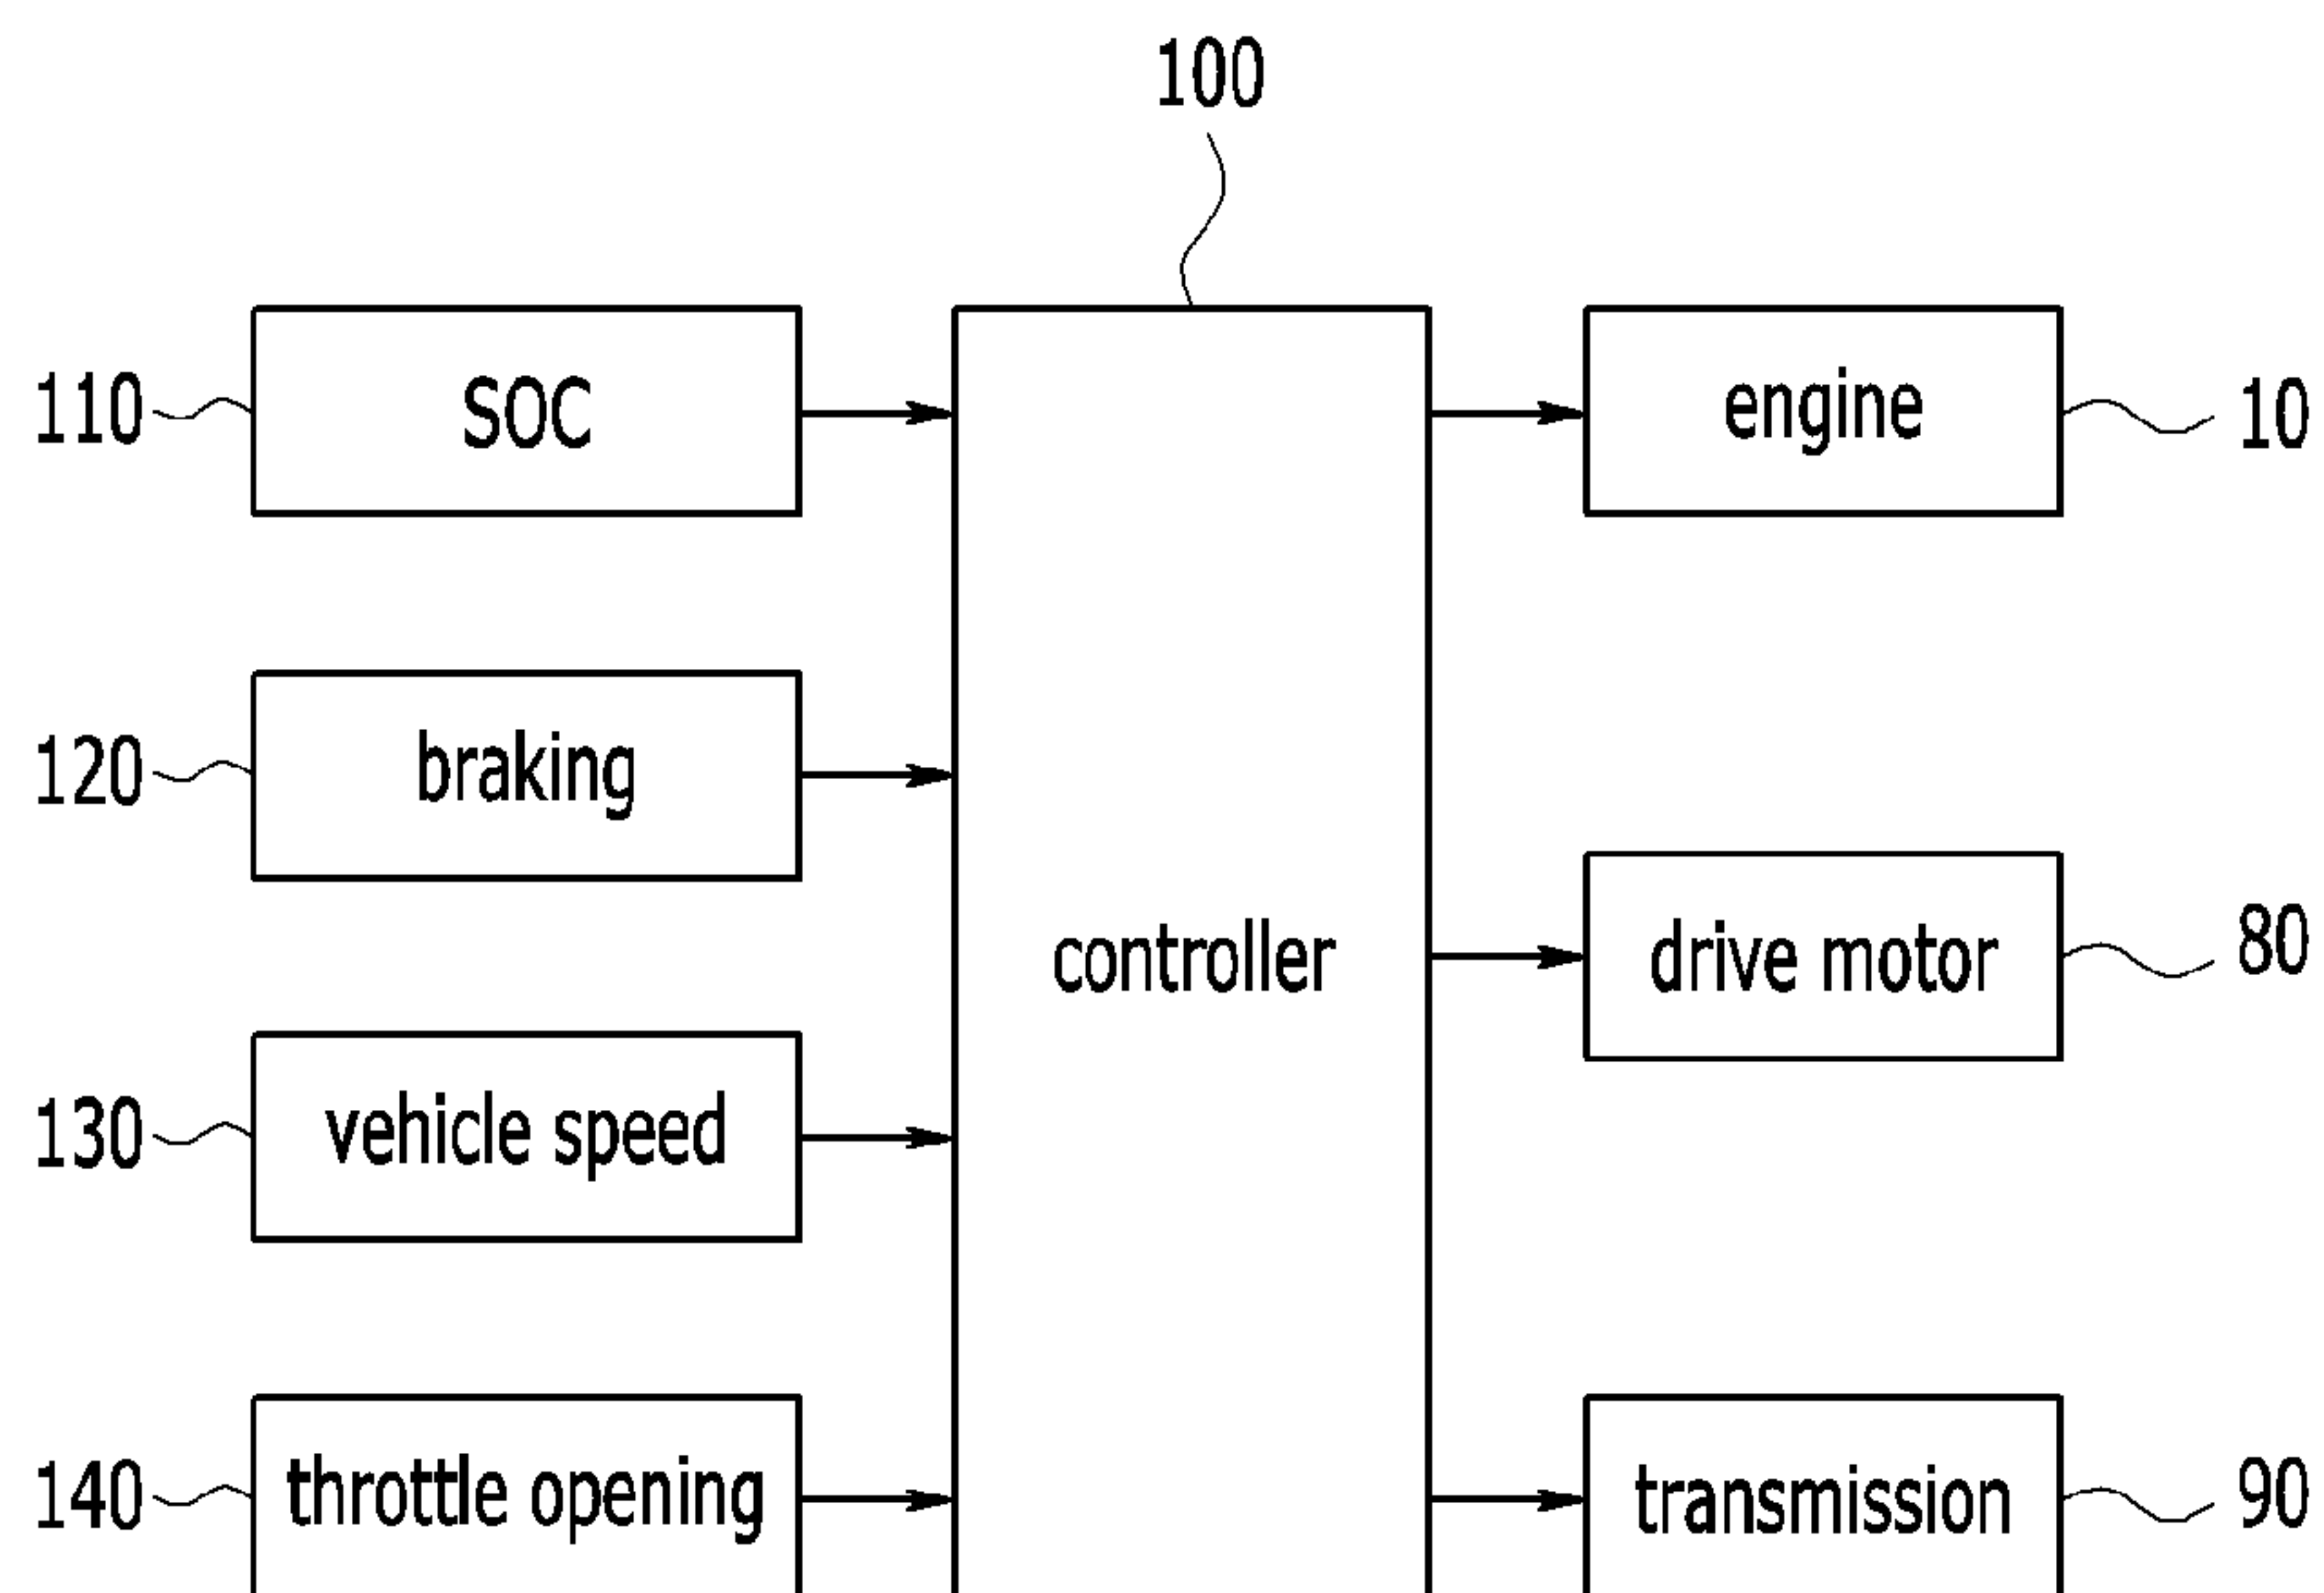 100
110 SOC engine 10
120 braking
controller drive motor 80
130 vehicle speed
140 throttle opening transmission 90